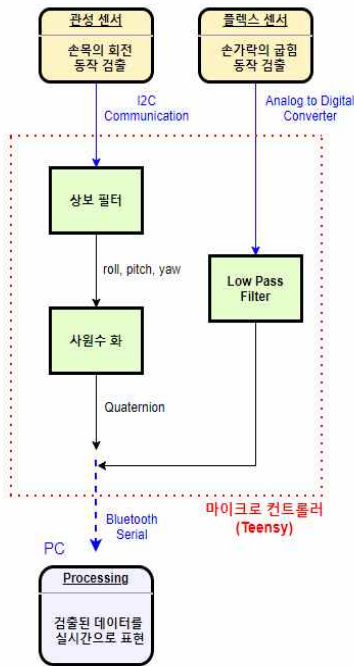 관성 센서
손목의 회전
동작 검출
플렉스 센서
손가락의 굽힘
동작 검출
I2C
Communication
Analog to Digital
Converter
상보 필터
roll, pitch, yaw
사원수 화
Low Pass
Filter
Quaternion
마이크로 컨트롤러
(Teensy)
Bluetooth
Serial
PC
Processing
검출된 데이터를
실시간으로 표현